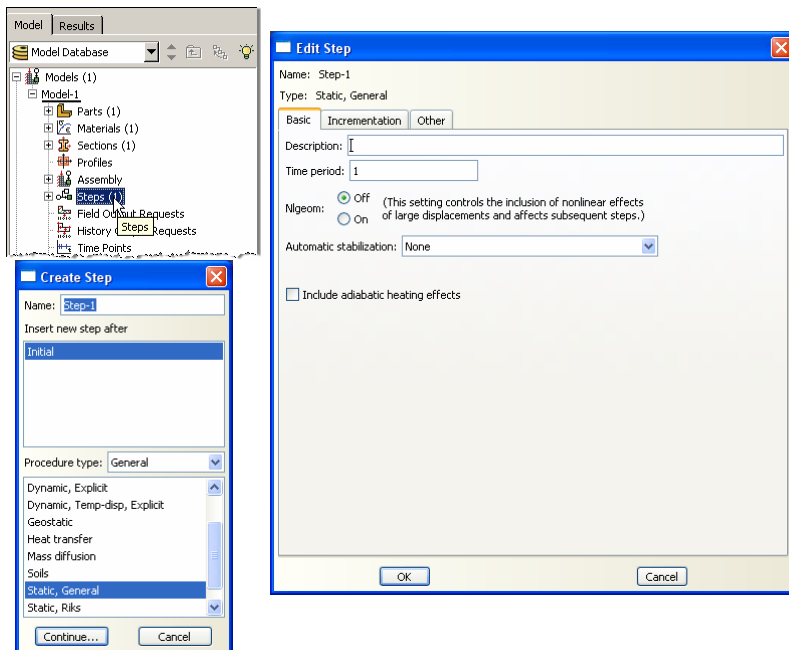 Model
Results
Model Database
Models (1)
Model-1
Parts (1)
Materials (1)
Sections (1)
Profiles
Assembly
Steps (1)
Field Output Requests
History Requests
Steps
Time Points
Create Step
Name: Step-1
Insert new step after
Initial
Procedure type: General
Dynamic, Explicit
Dynamic, Temp-disp, Explicit
Geostatic
Heat transfer
Mass diffusion
Soils
Static, General
Static, Riks
Continue...
Cancel
Edit Step
Name: Step-1
Type: Static, General
Basic
Incrementation
Other
Description:
Time period: 1
Nlgeom:
Off
On
(This setting controls the inclusion of nonlinear effects
of large displacements and affects subsequent steps.)
Automatic stabilization: None
Include adiabatic heating effects
OK
Cancel